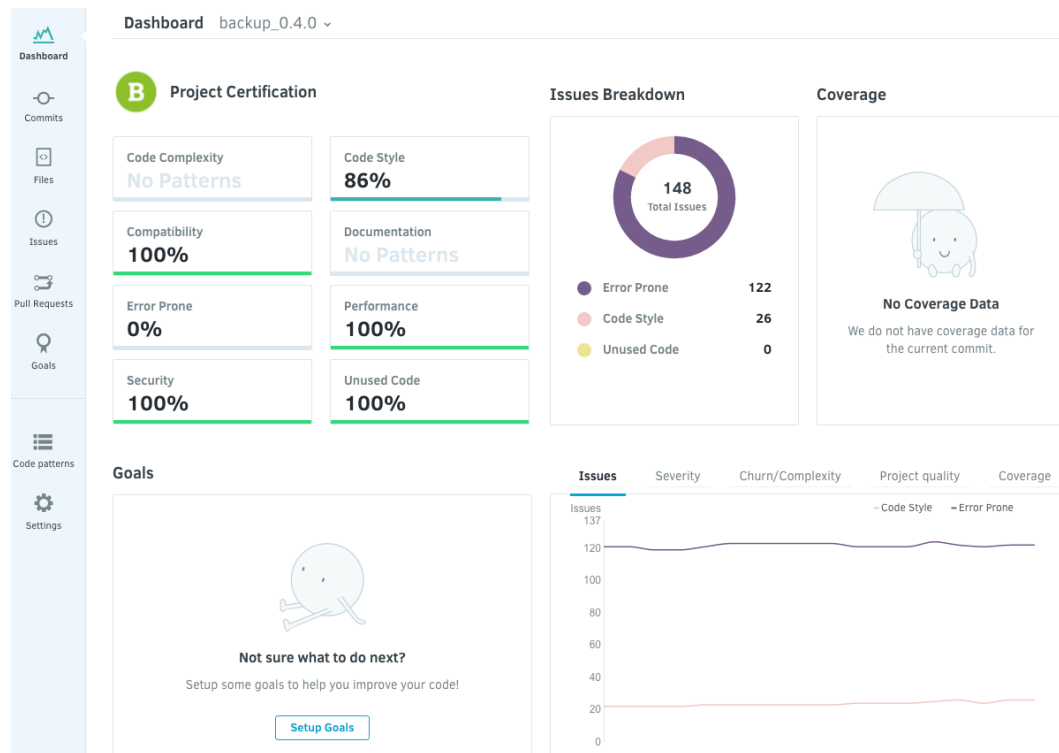 Dashboard backup_0.4.0
Dashboard
Commits
Files
Issues
Pull Requests
Goals
Code patterns
Settings
B Project Certification
Code Complexity
No Patterns
Code Style
86%
Compatibility
100%
Documentation
No Patterns
Error Prone
0%
Performance
100%
Security
100%
Unused Code
100%
Issues Breakdown
148
Total Issues
Error Prone 122
Code Style 26
Unused Code 0
Coverage
No Coverage Data
We do not have coverage data for
the current commit.
Goals
Not sure what to do next?
Setup some goals to help you improve your code!
Setup Goals
Issues Severity Churn/Complexity Project quality Coverage
Issues
Code Style Error Prone
137
120
100
80
60
40
20
0